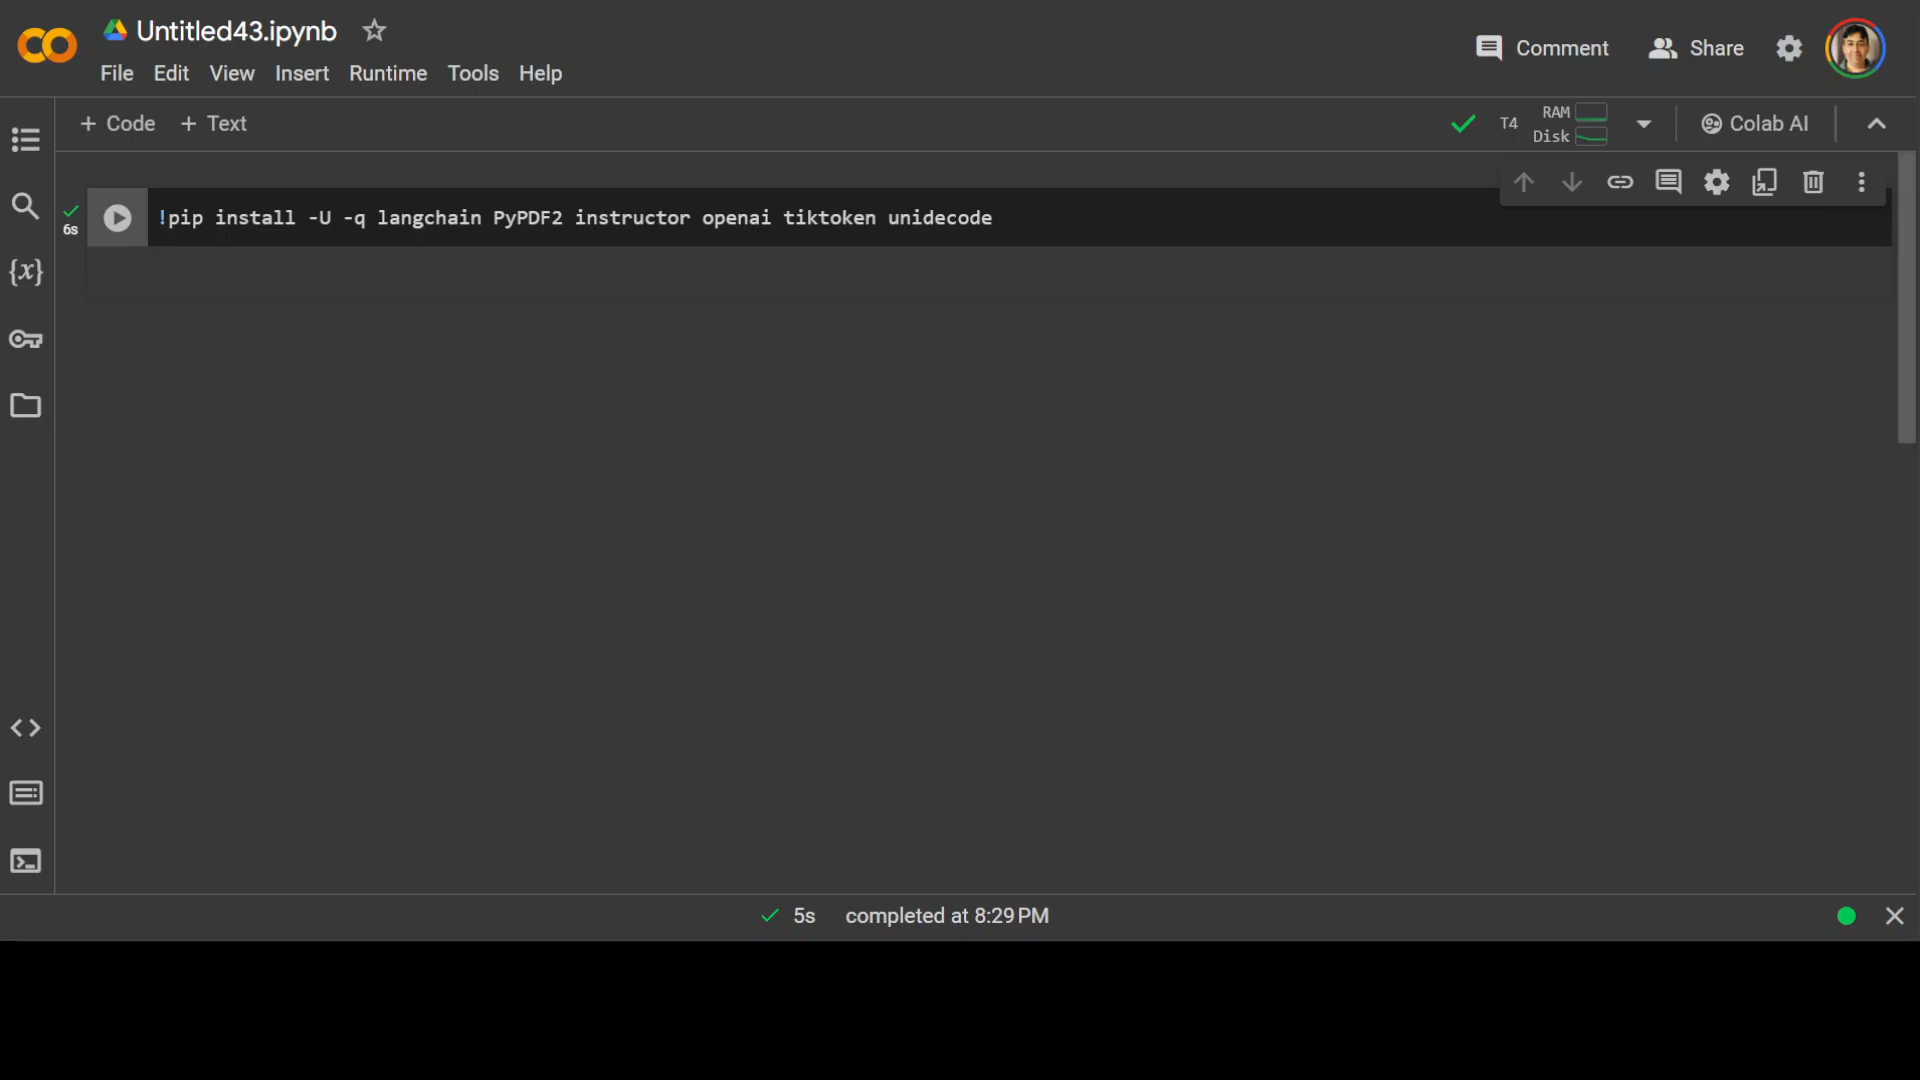 Untitled43.ipynb
File Edit View Insert Runtime Tools Help
Comment Share
+ Code + Text
T4 RAM Disk Colab AI
6s
!pip install -U -q langchain PyPDF2 instructor openai tiktoken unidecode
{x}
5s completed at 8:29 PM